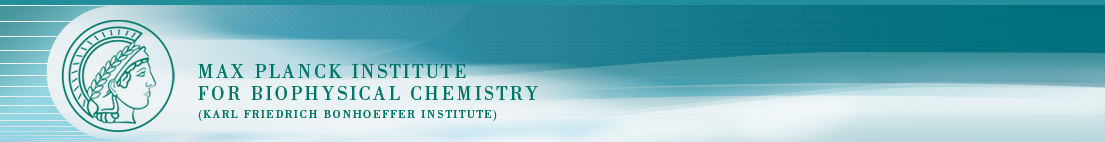 MAX PLANCK INSTITUTE
FOR BIOPHYSICAL CHEMISTRY
(KARL FRIEDRICH BONHOEFFER INSTITUTE)